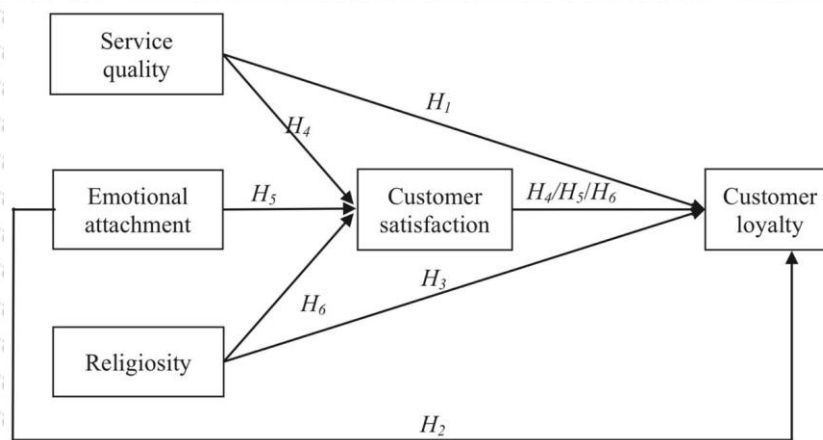 Service
quality
H1
H4
Emotional
attachment
H5
Customer
satisfaction
H4/H5/H6
Customer
loyalty
H3
H6
Religiosity
H2